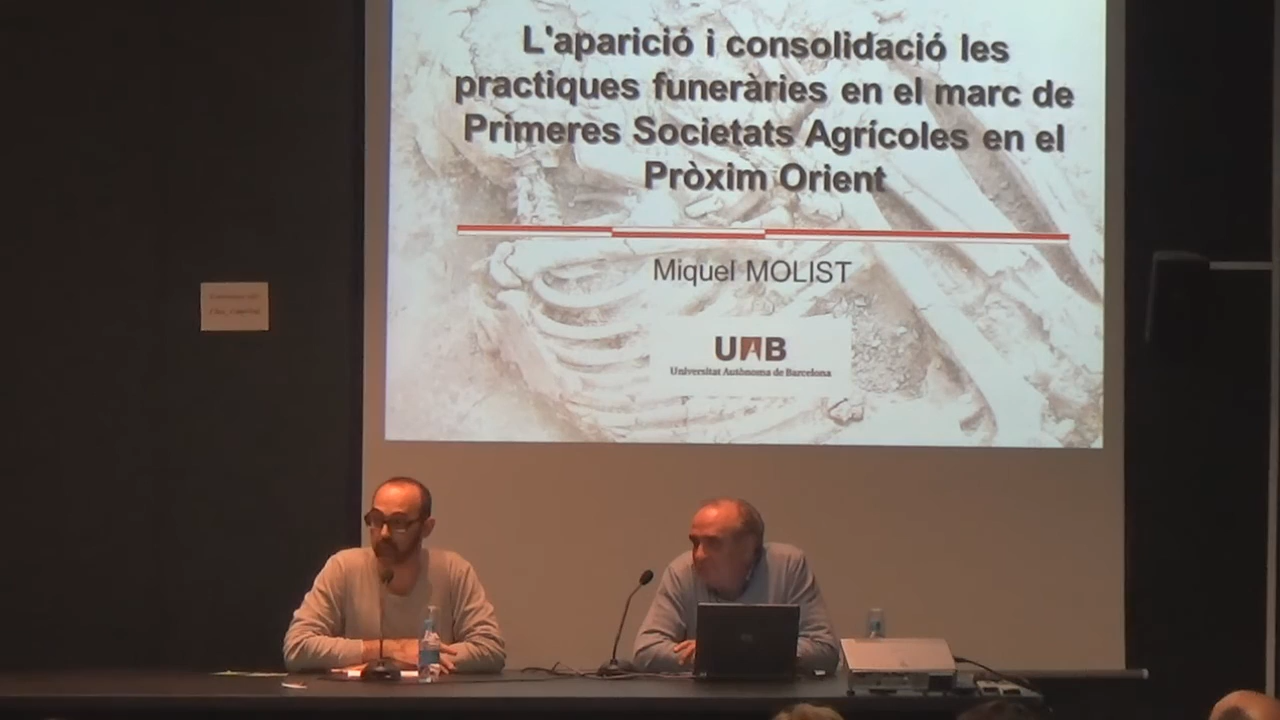 L'aparició i consolidació les
practiques funeràries en el marc de
Primeres Societats Agrícoles en el
Pròxim Orient
Miquel MOLIST
UAB
Universitat Autònoma de Barcelona